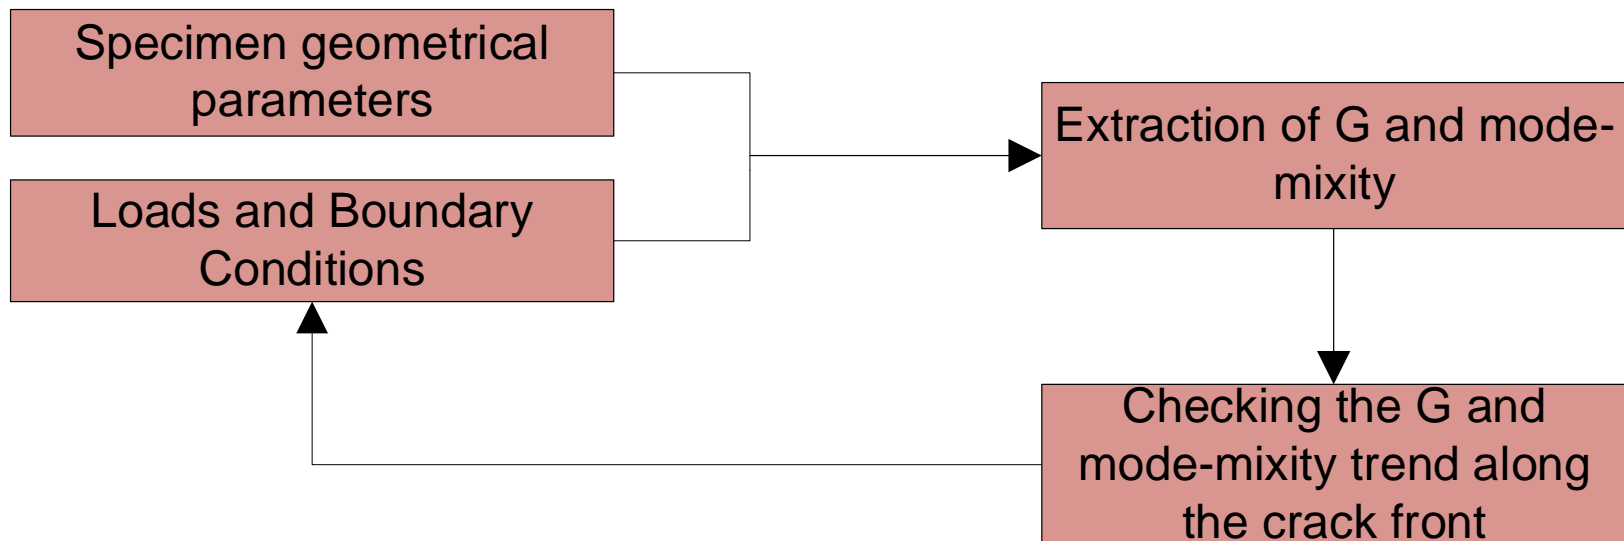 Specimen geometrical
parameters
Loads and Boundary
Conditions
Extraction of G and mode-
mixity
Checking the G and
mode-mixity trend along
the crack front